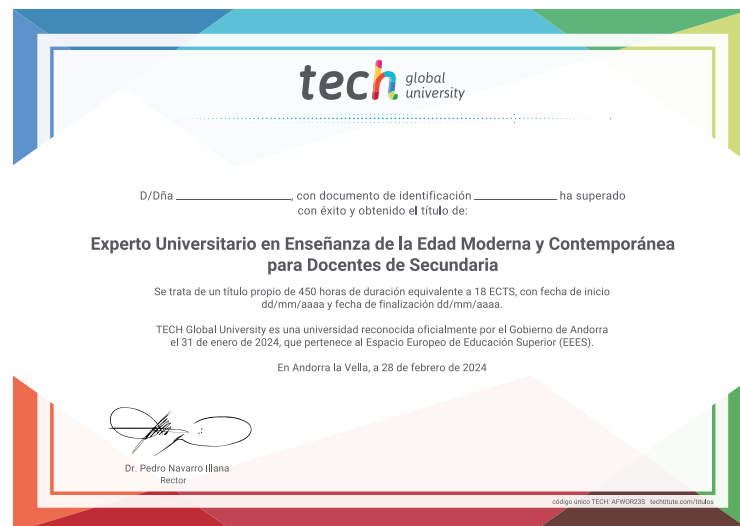 tech global university
D/Dña ____________________, con documento de identificación ______________ ha superado
con éxito y obtenido el título de:
Experto Universitario en Enseñanza de la Edad Moderna y Contemporánea
para Docentes de Secundaria
Se trata de un título propio de 450 horas de duración equivalente a 18 ECTS, con fecha de inicio
dd/mm/aaaa y fecha de finalización dd/mm/aaaa.
TECH Global University es una universidad reconocida oficialmente por el Gobierno de Andorra
el 31 de enero de 2024, que pertenece al Espacio Europeo de Educación Superior (EEES).
En Andorra la Vella, a 28 de febrero de 2024
Dr. Pedro Navarro Illana
Rector
código único TECH: AFWOR23S techtitute.com/titulos